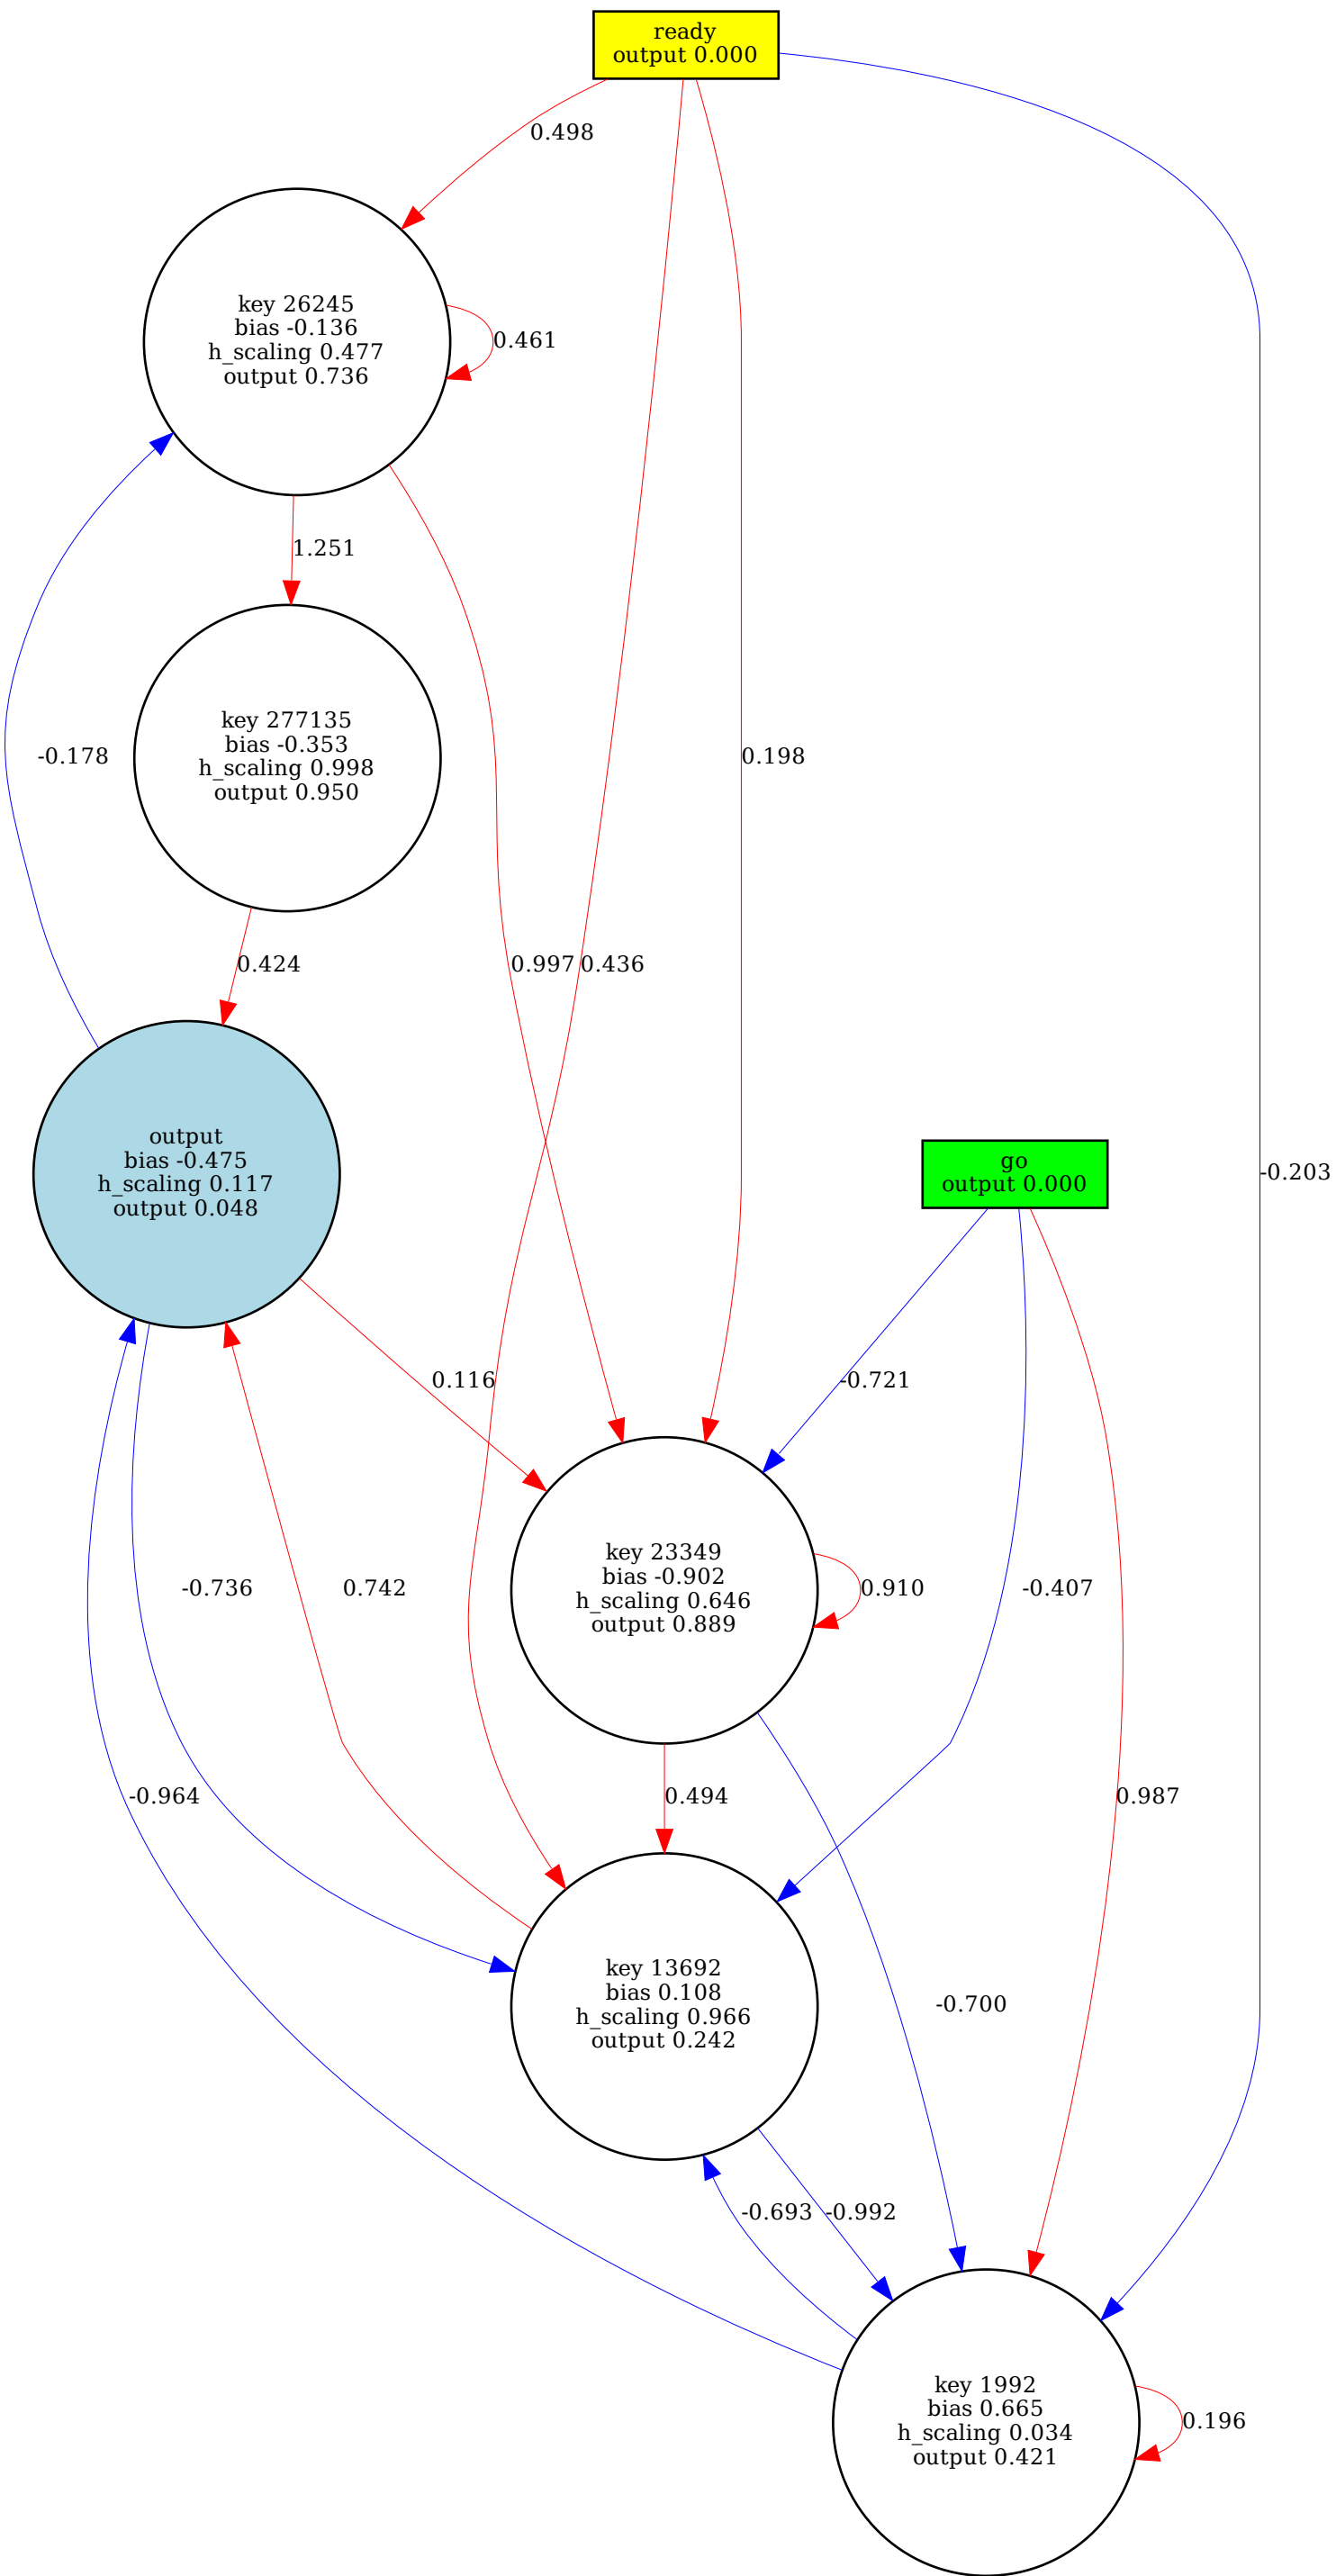 ready
output 0.000
0.498
key 26245
bias -0.136
h_scaling 0.477
output 0.736
0.461
1.251
key 277135
bias -0.353
h_scaling 0.998
output 0.950
-0.178
0.198
0.424
0.997
0.436
output
bias -0.475
h_scaling 0.117
output 0.048
go
output 0.000
-0.203
0.116
-0.721
key 23349
bias -0.902
h_scaling 0.646
output 0.889
-0.736
0.742
0.910
-0.407
-0.964
0.494
0.987
key 13692
bias 0.108
h_scaling 0.966
output 0.242
-0.700
-0.693
-0.992
key 1992
bias 0.665
h_scaling 0.034
output 0.421
0.196